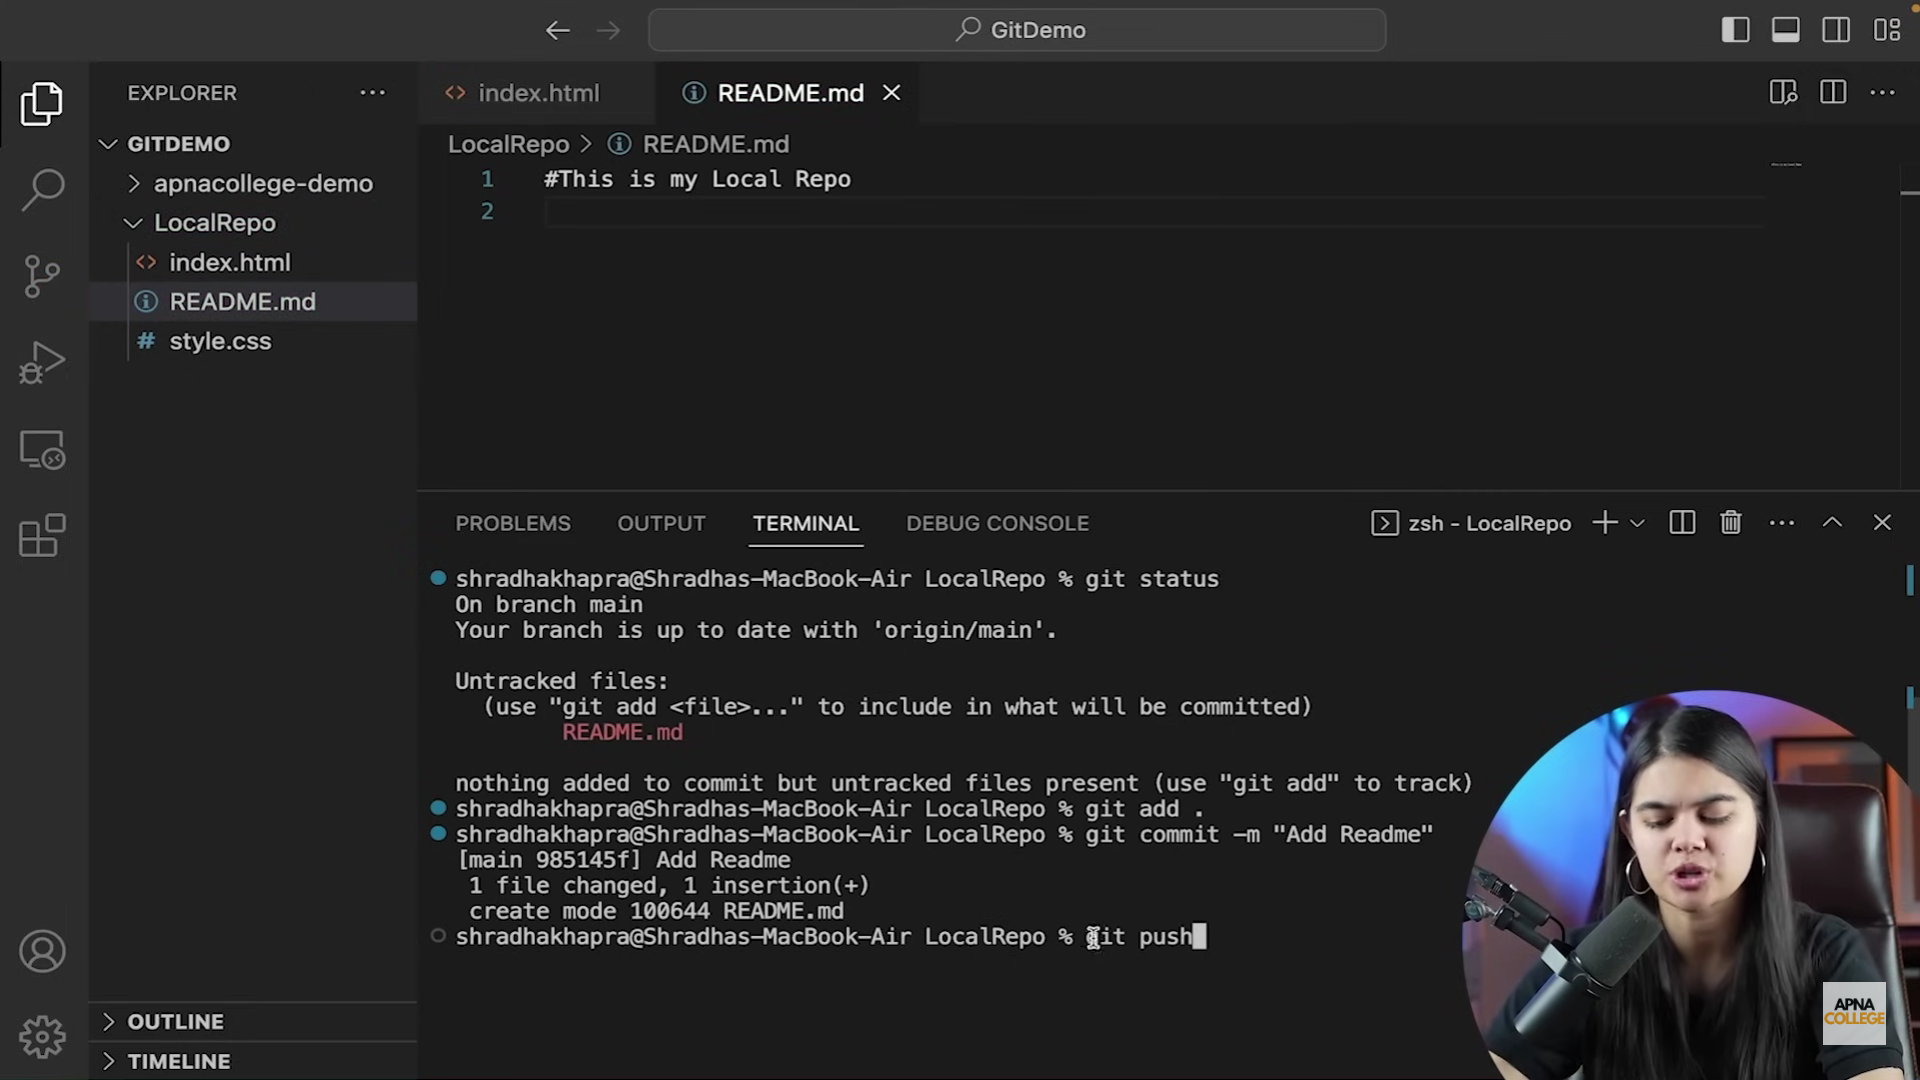 GitDemo
EXPLORER
GITDEMO
apnacollege-demo
LocalRepo
index.html
README.md
style.css
OUTLINE
TIMELINE
index.html
README.md
LocalRepo > README.md
1 #This is my Local Repo
2
PROBLEMS OUTPUT TERMINAL DEBUG CONSOLE
zsh - LocalRepo
shradhakhapra@Shradhas-MacBook-Air LocalRepo % git status
On branch main
Your branch is up to date with 'origin/main'.
Untracked files:
(use "git add <file>..." to include in what will be committed)
README.md
nothing added to commit but untracked files present (use "git add" to track)
shradhakhapra@Shradhas-MacBook-Air LocalRepo % git add .
shradhakhapra@Shradhas-MacBook-Air LocalRepo % git commit -m "Add Readme"
[main 985145f] Add Readme
1 file changed, 1 insertion(+)
create mode 100644 README.md
shradhakhapra@Shradhas-MacBook-Air LocalRepo % git push
APNA
COLLEGE